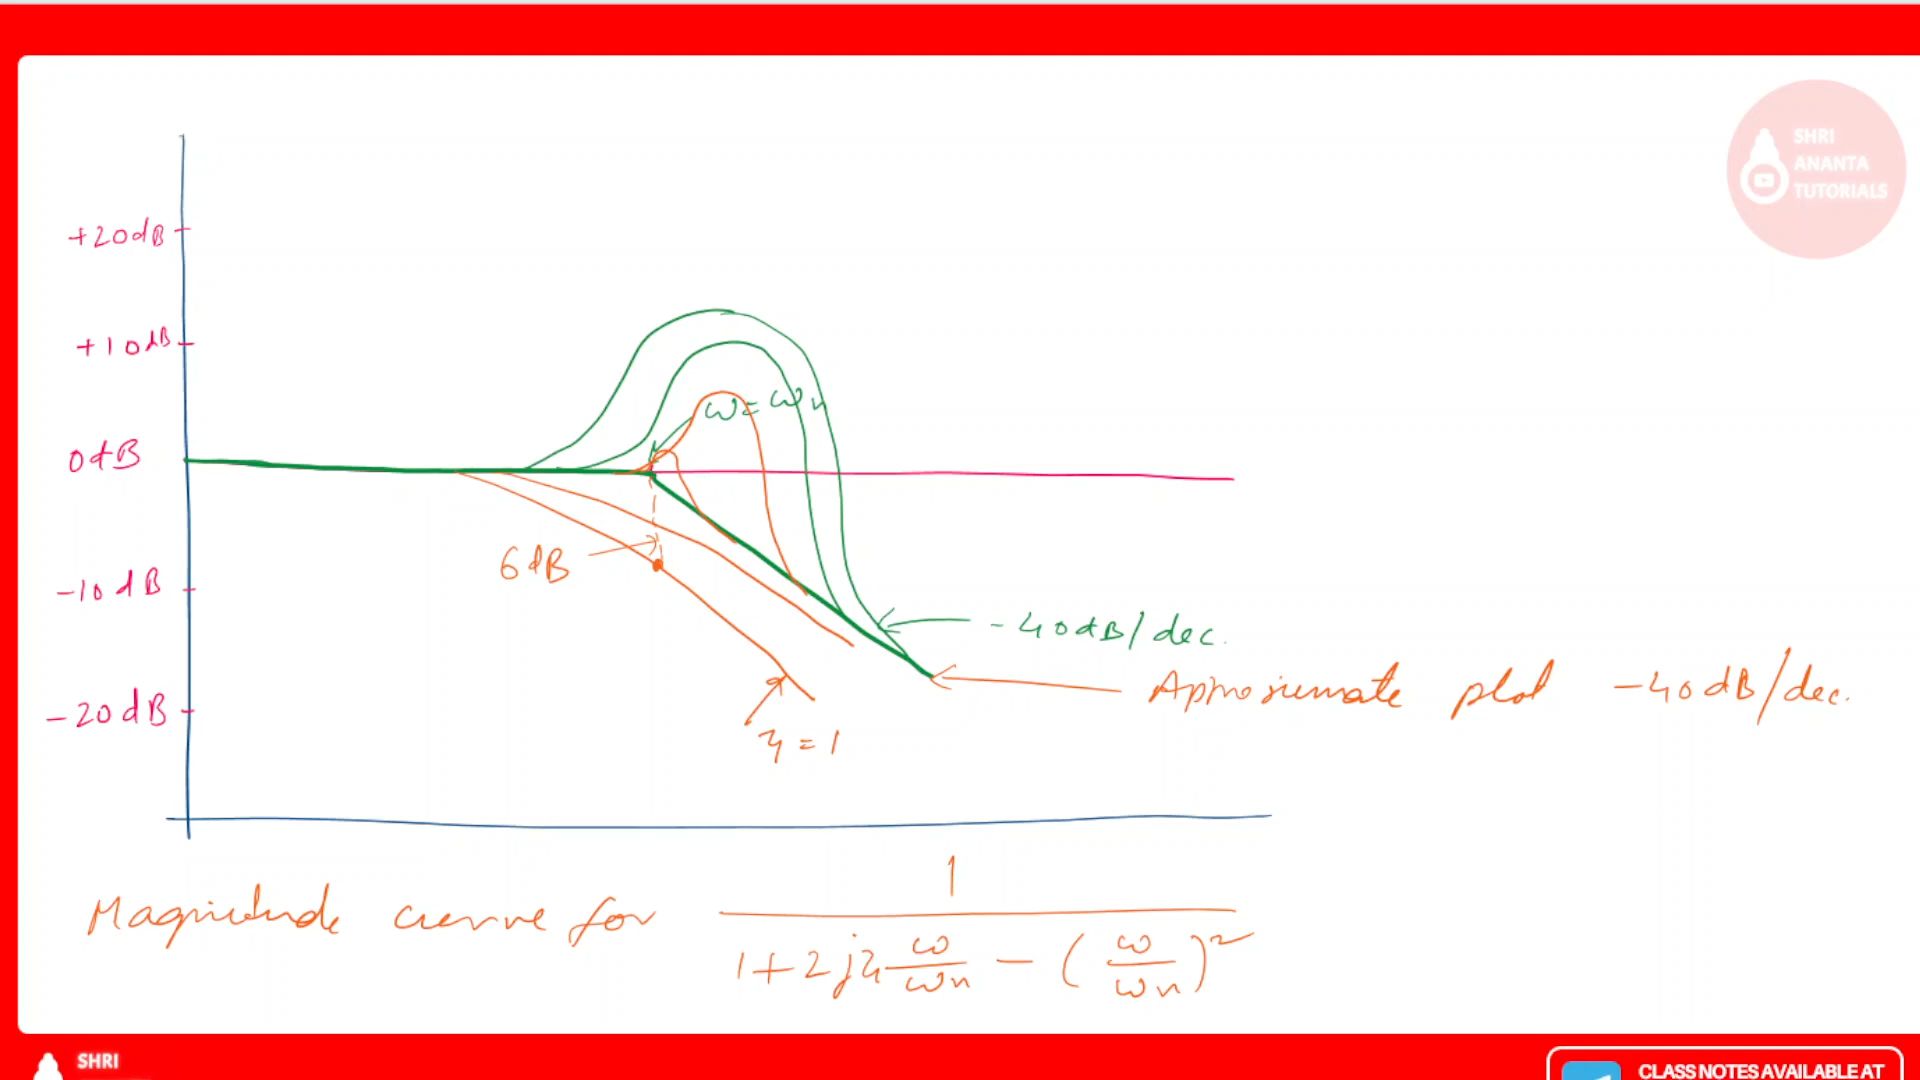 SHRI
ANANTA
TUTORIALS
+20dB
+10dB
0dB
-10dB
-20dB
ω=ωn
6dB
-40dB/dec.
Approximate plot -40dB/dec.
ζ=1
Magnitude curve for 1 / (1+2jζ ω/ωn - (ω/ωn)²)
SHRI
CLASS NOTES AVAILABLE AT